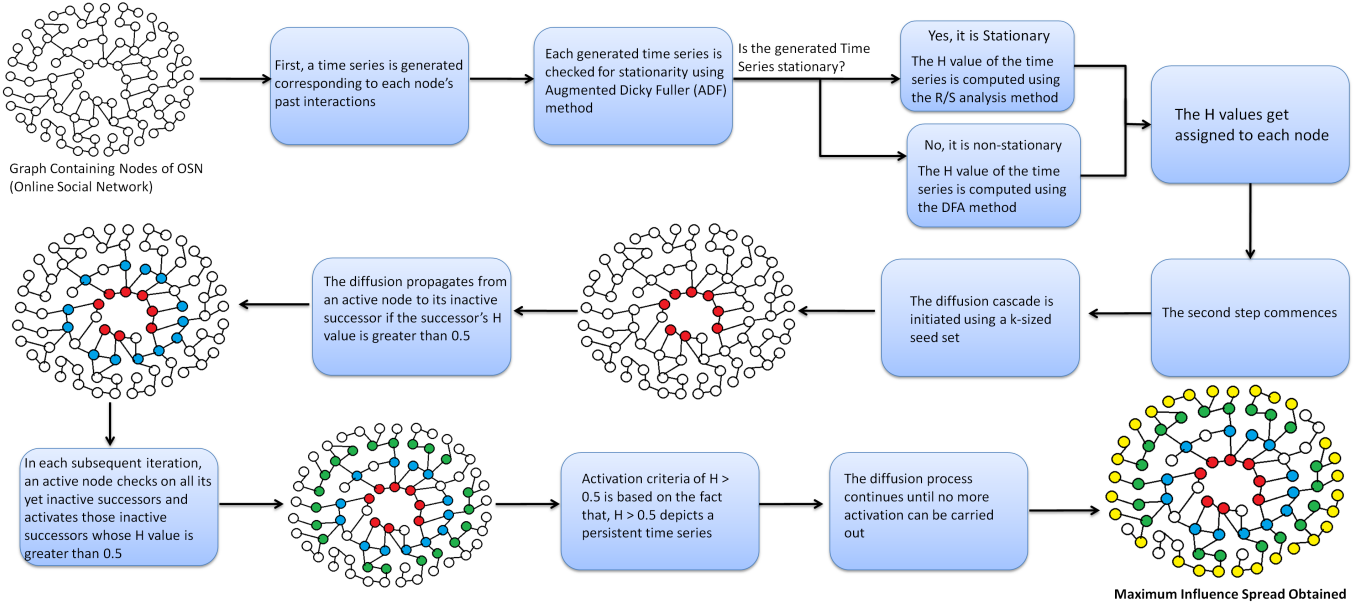 Graph Containing Nodes of OSN
(Online Social Network)
First, a time series is generated
corresponding to each node's
past interactions
Each generated time series is
checked for stationarity using
Augmented Dicky Fuller (ADF)
method
Is the generated Time
Series stationary?
Yes, it is Stationary
The H value of the time
series is computed using
the R/S analysis method
No, it is non-stationary
The H value of the time
series is computed using
the DFA method
The H values get
assigned to each node
The second step commences
The diffusion cascade is
initiated using a k-sized
seed set
The diffusion propagates from
an active node to its inactive
successor if the successor's H
value is greater than 0.5
In each subsequent iteration,
an active node checks on all its
yet inactive successors and
activates those inactive
successors whose H value is
greater than 0.5
Activation criteria of H >
0.5 is based on the fact
that, H > 0.5 depicts a
persistent time series
The diffusion process
continues until no more
activation can be carried
out
Maximum Influence Spread Obtained